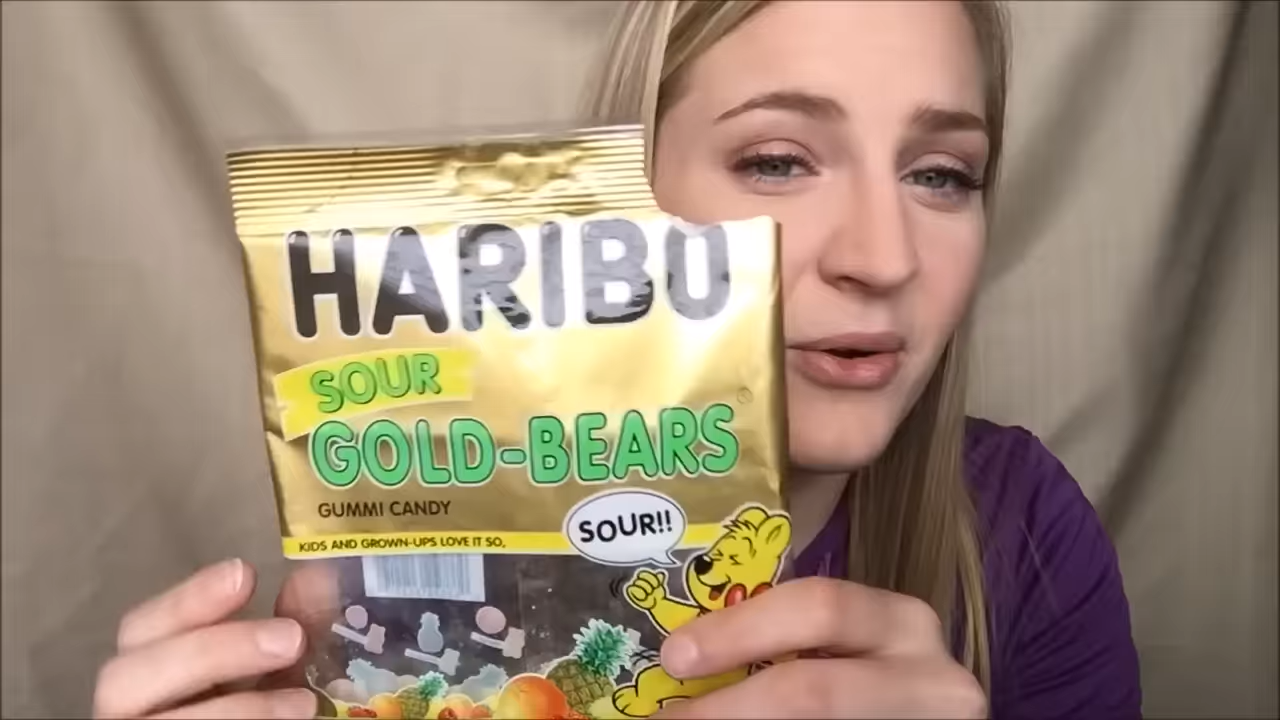 HARIBO
SOUR
GOLD-BEARS®
GUMMI CANDY
SOUR!!
KIDS AND GROWN-UPS LOVE IT SO,